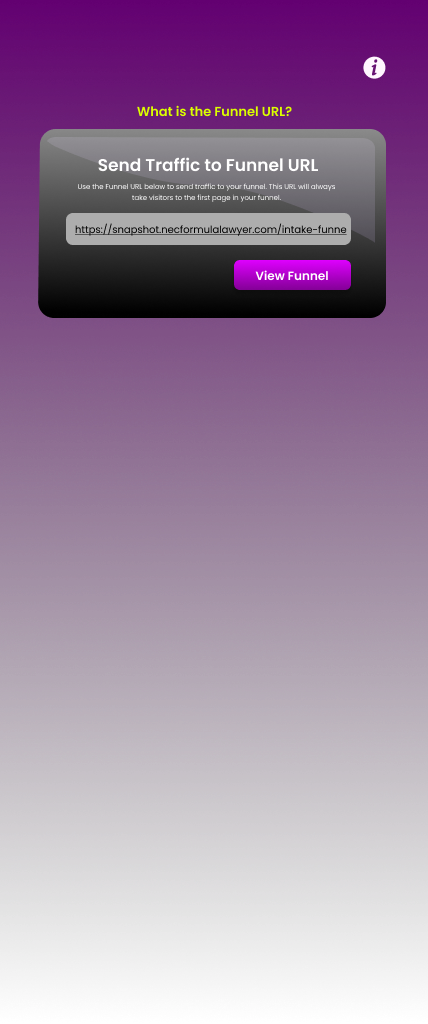 i
What is the Funnel URL?
Send Traffic to Funnel URL
Use the Funnel URL below to send traffic to your funnel. This URL will always
take visitors to the first page in your funnel.
https://snapshot.necformulalawyer.com/intake-funne
View Funnel